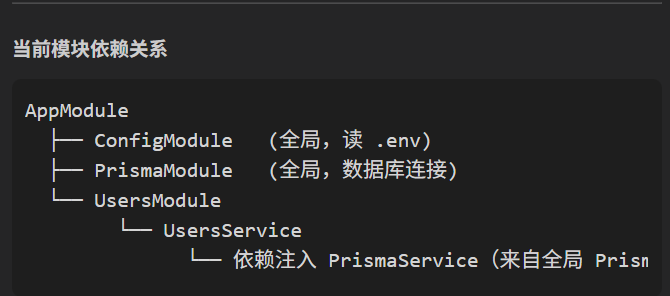 当前模块依赖关系
AppModule
├── ConfigModule (全局，读 .env)
├── PrismaModule (全局，数据库连接)
└── UsersModule
└── UsersService
└── 依赖注入 PrismaService（来自全局 Prism